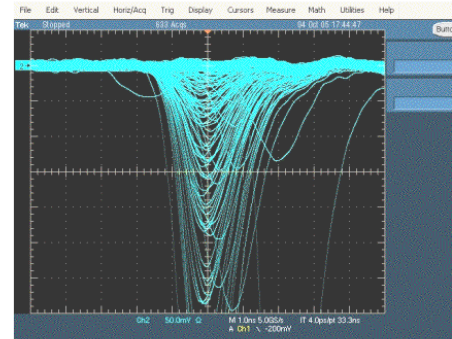 File Edit Vertical Horiz/Acq Trig Display Cursors Measure Math Utilities Help
Tek Stopped 633 Acqs 04 Oct 05 17:44:47
Ch2 50.0mV Ω M 1.0ns 5.0GS/s IT 4.0ps/pt 33.3ns
A Ch1 \ -200mV